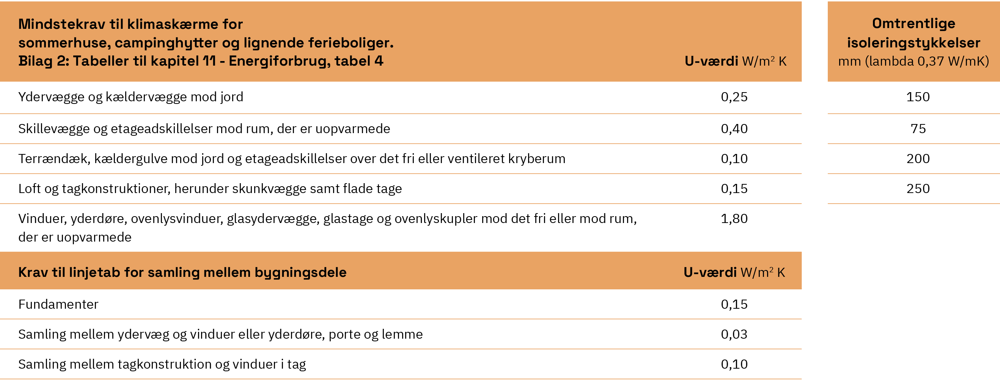 Mindstekrav til klimaskærme for
sommerhuse, campinghytter og lignende ferieboliger.
Bilag 2: Tabeller til kapitel 11 - Energiforbrug, tabel 4
U-værdi W/m² K
Omtrentlige
isoleringstykkelser
mm (lambda 0,37 W/mK)
Ydervægge og kældervægge mod jord 0,25 150
Skillevægge og etageadskillelser mod rum, der er uopvarmede 0,40 75
Terrændæk, kældergulve mod jord og etageadskillelser over det fri eller ventileret kryberum 0,10 200
Loft og tagkonstruktioner, herunder skunkvægge samt flade tage 0,15 250
Vinduer, yderdøre, ovenlysvinduer, glasydervægge, glastage og ovenlyskupler mod det fri eller mod rum, 1,80
der er uopvarmede
Krav til linjetab for samling mellem bygningsdele U-værdi W/m² K
Fundamenter 0,15
Samling mellem ydervæg og vinduer eller yderdøre, porte og lemme 0,03
Samling mellem tagkonstruktion og vinduer i tag 0,10